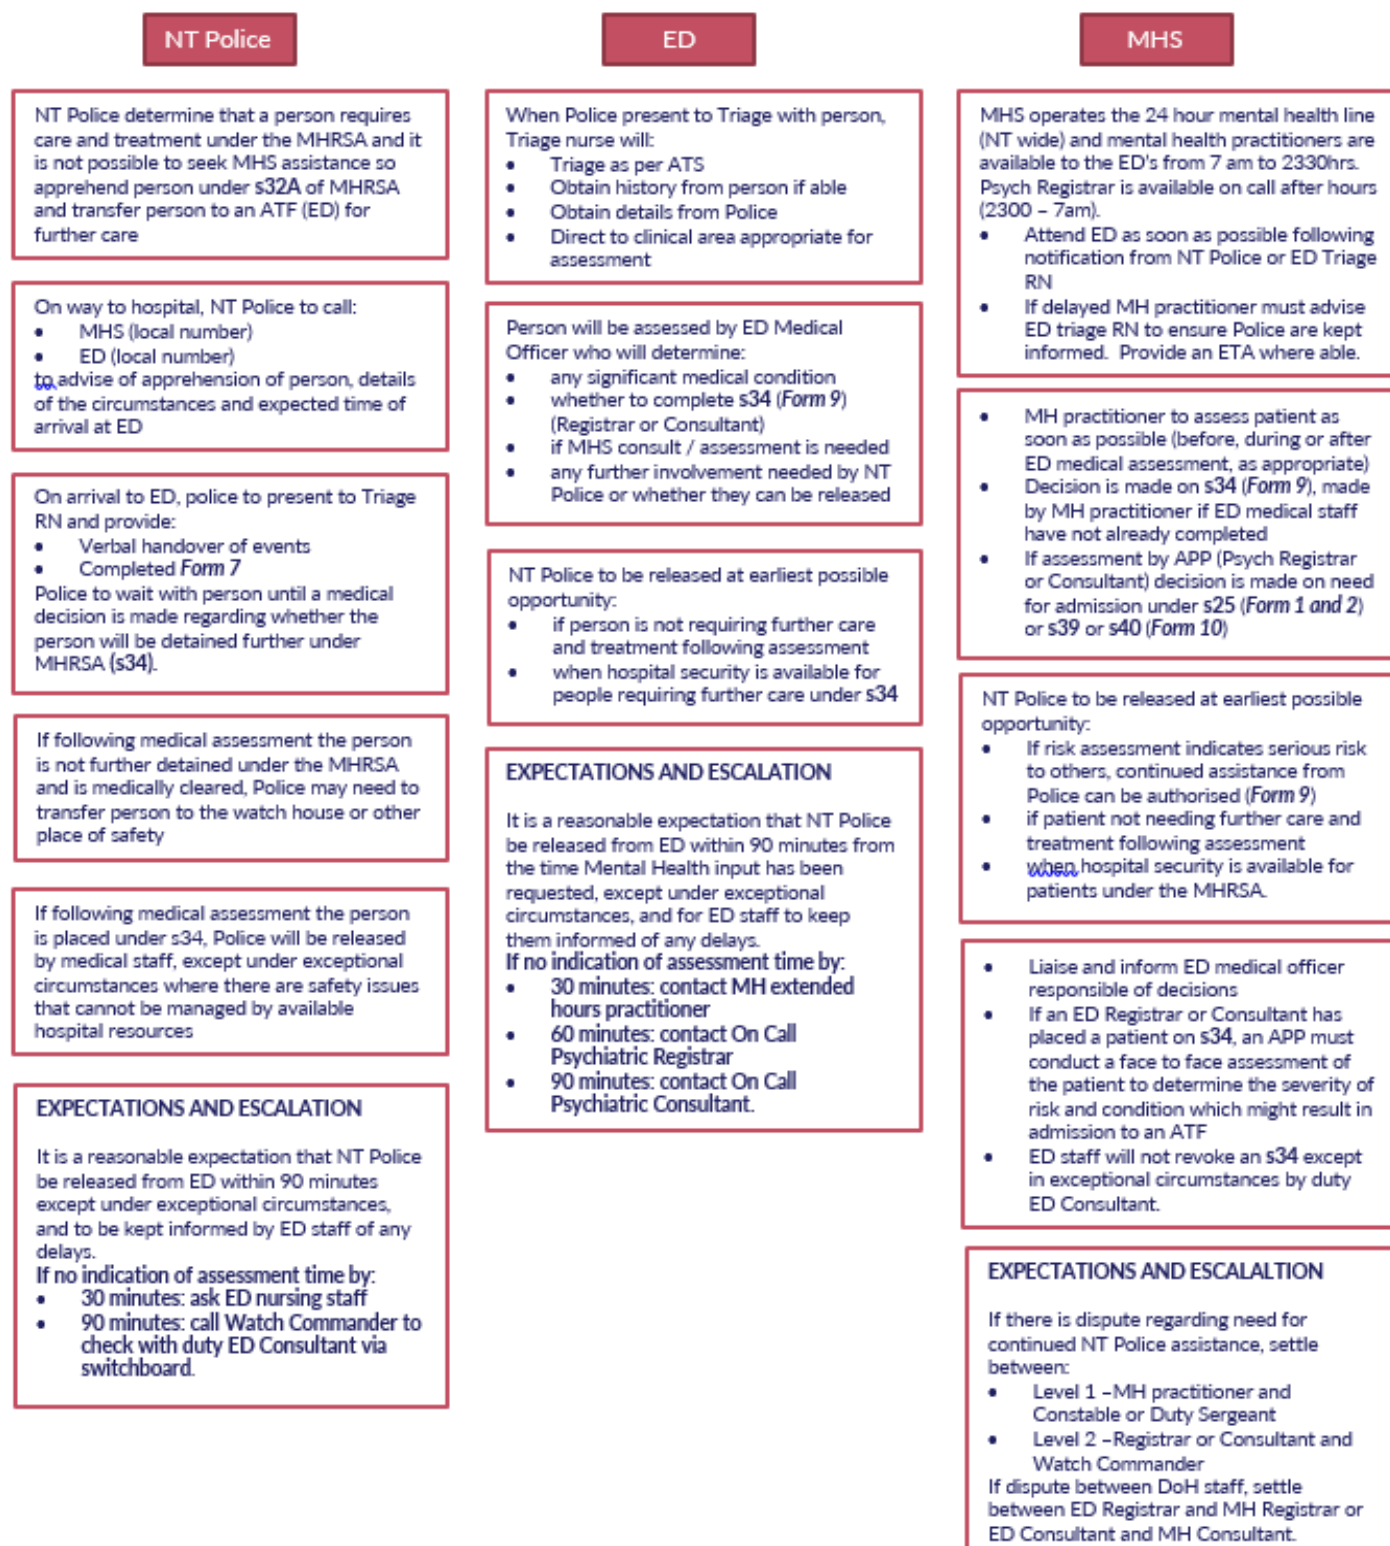 NT Police
NT Police determine that a person requires
care and treatment under the MHRSA and it
is not possible to seek MHS assistance so
apprehend person under s32A of MHRSA
and transfer person to an ATF (ED) for
further care
On way to hospital, NT Police to call:
• MHS (local number)
• ED (local number)
to advise of apprehension of person, details
of the circumstances and expected time of
arrival at ED
On arrival to ED, police to present to Triage
RN and provide:
• Verbal handover of events
• Completed Form 7
Police to wait with person until a medical
decision is made regarding whether the
person will be detained further under
MHRSA (s34).
If following medical assessment the person
is not further detained under the MHRSA
and is medically cleared, Police may need to
transfer person to the watch house or other
place of safety
If following medical assessment the person
is placed under s34, Police will be released
by medical staff, except under exceptional
circumstances where there are safety issues
that cannot be managed by available
hospital resources
EXPECTATIONS AND ESCALATION
It is a reasonable expectation that NT Police
be released from ED within 90 minutes
except under exceptional circumstances,
and to be kept informed by ED staff of any
delays.
If no indication of assessment time by:
• 30 minutes: ask ED nursing staff
• 90 minutes: call Watch Commander to
check with duty ED Consultant via
switchboard.
ED
When Police present to Triage with person,
Triage nurse will:
• Triage as per ATS
• Obtain history from person if able
• Obtain details from Police
• Direct to clinical area appropriate for
assessment
Person will be assessed by ED Medical
Officer who will determine:
• any significant medical condition
• whether to complete s34 (Form 9)
(Registrar or Consultant)
• if MHS consult / assessment is needed
• any further involvement needed by NT
Police or whether they can be released
NT Police to be released at earliest possible
opportunity:
• if person is not requiring further care
and treatment following assessment
• when hospital security is available for
people requiring further care under s34
EXPECTATIONS AND ESCALATION
It is a reasonable expectation that NT Police
be released from ED within 90 minutes from
the time Mental Health input has been
requested, except under exceptional
circumstances, and for ED staff to keep
them informed of any delays.
If no indication of assessment time by:
• 30 minutes: contact MH extended
hours practitioner
• 60 minutes: contact On Call
Psychiatric Registrar
• 90 minutes: contact On Call
Psychiatric Consultant.
MHS
MHS operates the 24 hour mental health line
(NT wide) and mental health practitioners are
available to the ED's from 7 am to 2330hrs.
Psych Registrar is available on call after hours
(2300 – 7am).
• Attend ED as soon as possible following
notification from NT Police or ED Triage
RN
• If delayed MH practitioner must advise
ED triage RN to ensure Police are kept
informed. Provide an ETA where able.
• MH practitioner to assess patient as
soon as possible (before, during or after
ED medical assessment, as appropriate)
• Decision is made on s34 (Form 9), made
by MH practitioner if ED medical staff
have not already completed
• If assessment by APP (Psych Registrar
or Consultant) decision is made on need
for admission under s25 (Form 1 and 2)
or s39 or s40 (Form 10)
NT Police to be released at earliest possible
opportunity:
• If risk assessment indicates serious risk
to others, continued assistance from
Police can be authorised (Form 9)
• if patient not needing further care and
treatment following assessment
• when hospital security is available for
patients under the MHRSA.
• Liaise and inform ED medical officer
responsible of decisions
• If an ED Registrar or Consultant has
placed a patient on s34, an APP must
conduct a face to face assessment of
the patient to determine the severity of
risk and condition which might result in
admission to an ATF
• ED staff will not revoke an s34 except
in exceptional circumstances by duty
ED Consultant.
EXPECTATIONS AND ESCALALTION
If there is dispute regarding need for
continued NT Police assistance, settle
between:
• Level 1 –MH practitioner and
Constable or Duty Sergeant
• Level 2 –Registrar or Consultant and
Watch Commander
If dispute between DoH staff, settle
between ED Registrar and MH Registrar or
ED Consultant and MH Consultant.